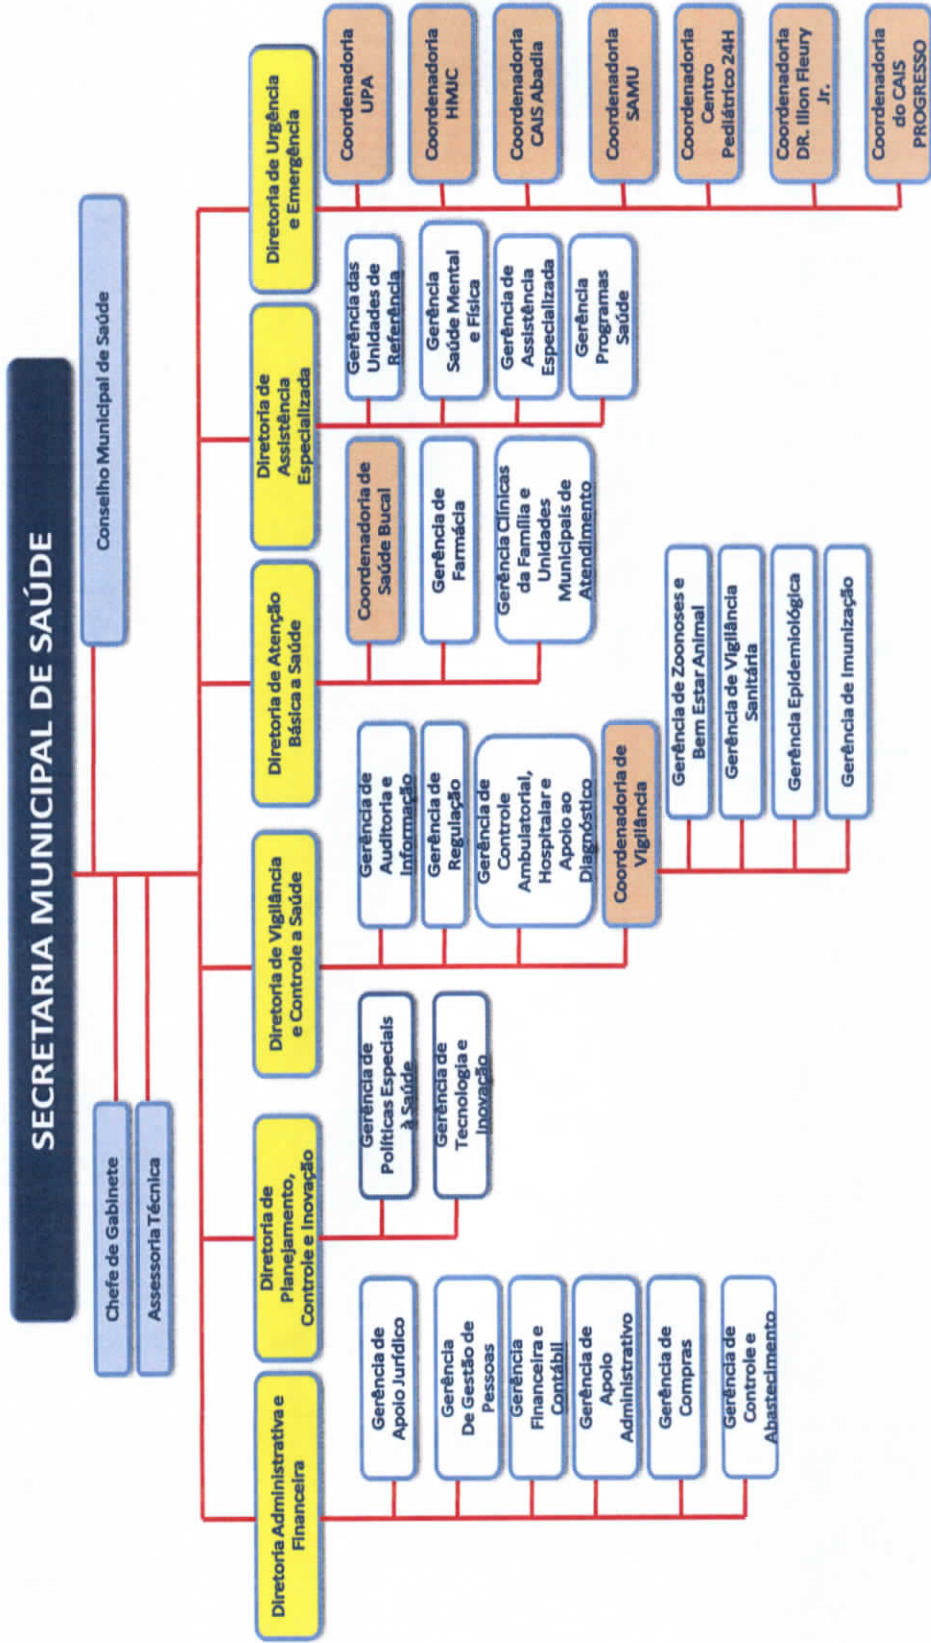 SECRETARIA MUNICIPAL DE SAÚDE
Chefe de Gabinete
Assessoria Técnica
Conselho Municipal de Saúde
Diretoria Administrativa e
Financeira
Gerência de
Apoio Jurídico
Gerência
De Gestão de
Pessoas
Gerência
Financeira e
Contábil
Gerência de
Apoio
Administrativo
Gerência de
Compras
Gerência de
Controle e
Abastecimento
Diretoria de
Planejamento,
Controle e Inovação
Gerência de
Políticas Especiais
à Saúde
Gerência de
Tecnologia e
Inovação
Diretoria de Vigilância
e Controle a Saúde
Gerência de
Auditoria e
Informação
Gerência de
Regulação
Gerência de
Controle
Ambulatorial,
Hospitalar e
Apoio ao
Diagnóstico
Coordenadoria de
Vigilância
Gerência de Zoonoses e
Bem Estar Animal
Gerência de Vigilância
Sanitária
Gerência Epidemiológica
Gerência de Imunização
Diretoria de Atenção
Básica a Saúde
Coordenadoria de
Saúde Bucal
Gerência de
Farmácia
Gerência Clínicas
da Família e
Unidades
Municipais de
Atendimento
Diretoria de
Assistência
Especializada
Gerência das
Unidades de
Referência
Gerência
Saúde Mental
e Física
Gerência de
Assistência
Especializada
Gerência
Programas
Saúde
Diretoria de Urgência
e Emergência
Coordenadoria
UPA
Coordenadoria
HMJC
Coordenadoria
CAIS Abadia
Coordenadoria
SAMU
Coordenadoria
Centro
Pediátrico 24H
Coordenadoria
DR. Illon Fleury
Jr.
Coordenadoria
do CAIS
PROGRESSO